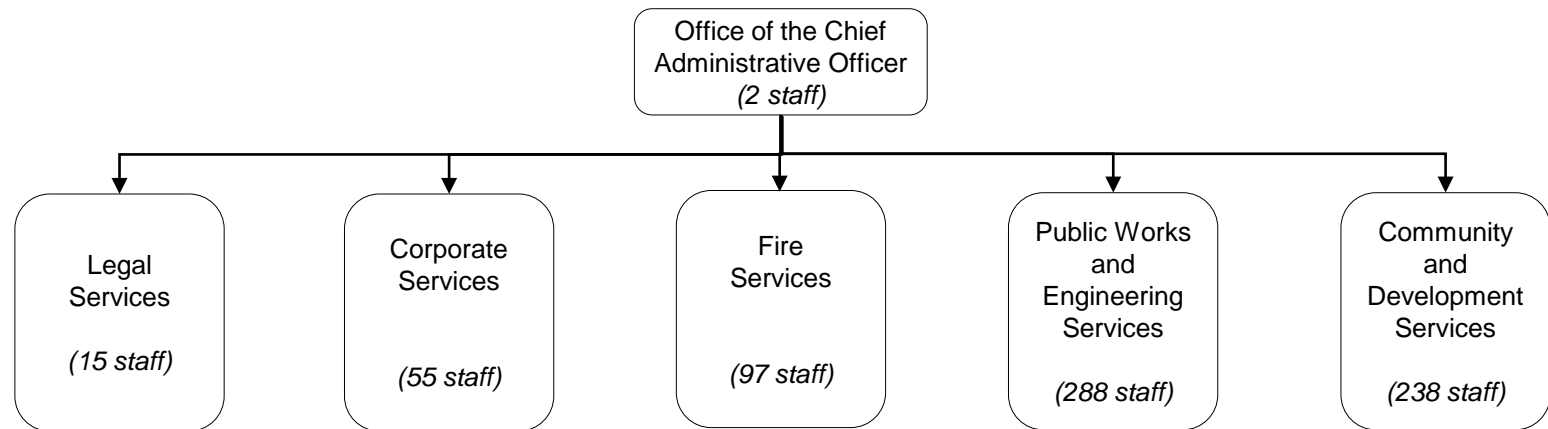 Office of the Chief
Administrative Officer
(2 staff)
Legal
Services
(15 staff)
Corporate
Services
(55 staff)
Fire
Services
(97 staff)
Public Works
and
Engineering
Services
(288 staff)
Community
and
Development
Services
(238 staff)